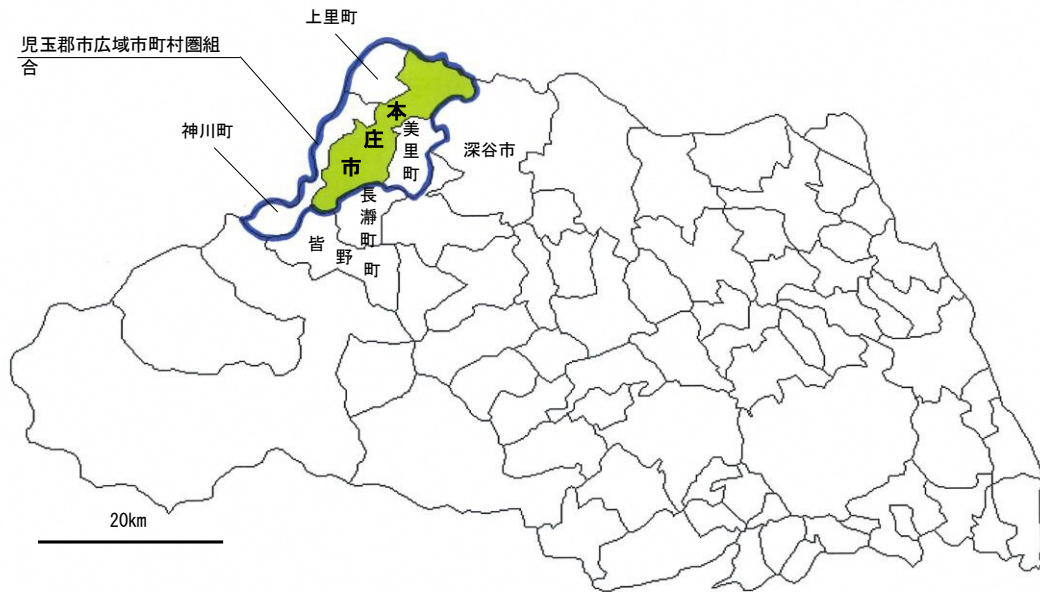 上里町
児玉郡市広域市町村圏組
合
神川町
本庄市
美里町
深谷市
長瀞町
皆野町
20km